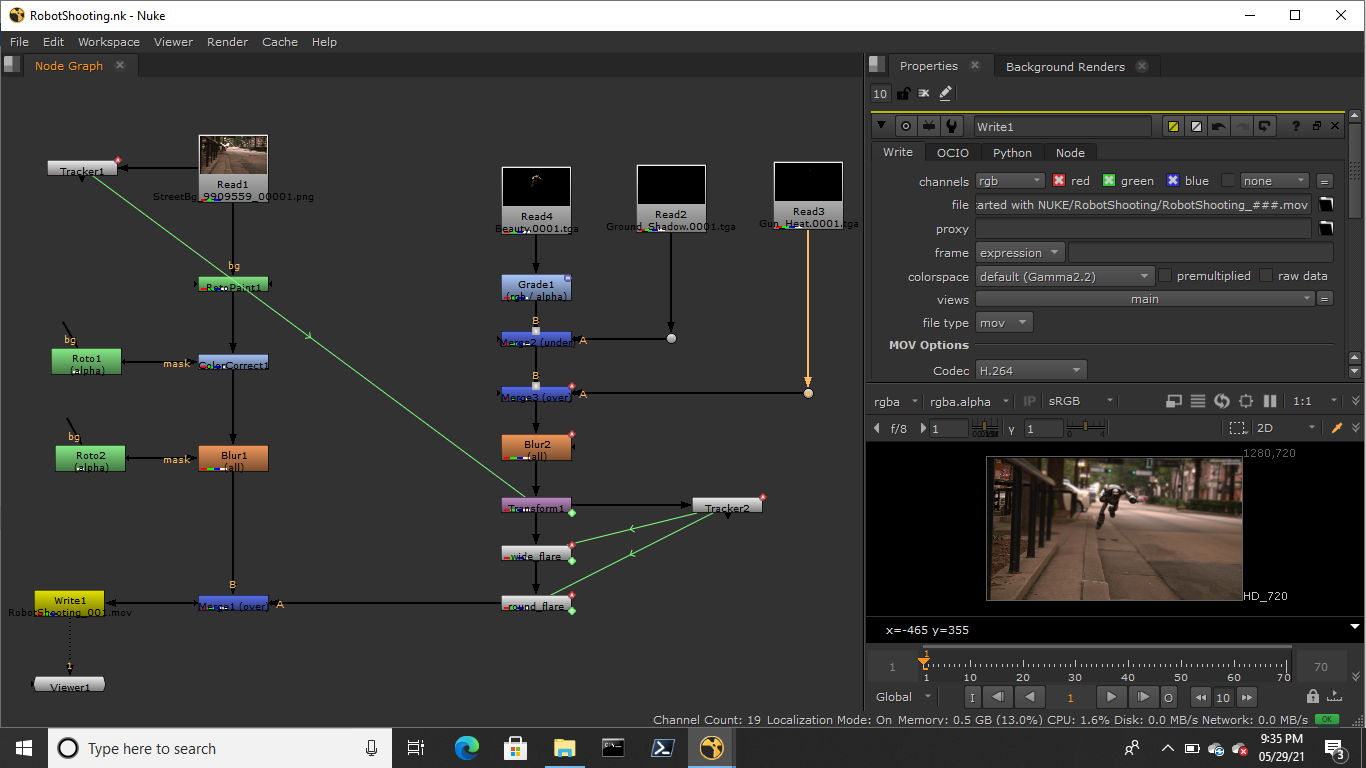 RobotShooting.nk - Nuke
File Edit Workspace Viewer Render Cache Help
Node Graph
Tracker1
Read1
StreetBg_9909559_00001.png
bg
RotoPaint1
bg
Roto1
(alpha)
mask
ColorCorrect1
bg
Roto2
(alpha)
mask
Blur1
(all)
B
Write1
RobotShooting_001.mov
Merge1 (over)
A
1
Viewer1
Read4
Beauty.0001.tga
Read2
Ground_Shadow.0001.tga
Read3
Gun_Heat.0001.tga
Grade1
(rgb / alpha)
B
Merge2 (under)
A
B
Merge3 (over)
A
Blur2
(all)
Transform1
Tracker2
wide_flare
round_flare
Properties Background Renders
10
Write1
?
Write OCIO Python Node
channels rgb red green blue none =
file arted with NUKE/RobotShooting/RobotShooting_###.mov
proxy
frame expression
colorspace default (Gamma2.2) premultiplied raw data
views main =
file type mov
MOV Options
Codec H.264
rgba rgba.alpha IP sRGB 1:1
f/8 1 γ 1 0 4 2D
1280,720
HD_720
x=-465 y=355
1 1 70
1 10 20 30 40 50 60 70
Global I 1 O 10
Channel Count: 19 Localization Mode: On Memory: 0.5 GB (13.0%) CPU: 1.6% Disk: 0.0 MB/s Network: 0.0 MB/s OK
Type here to search
9:35 PM
05/29/21
3